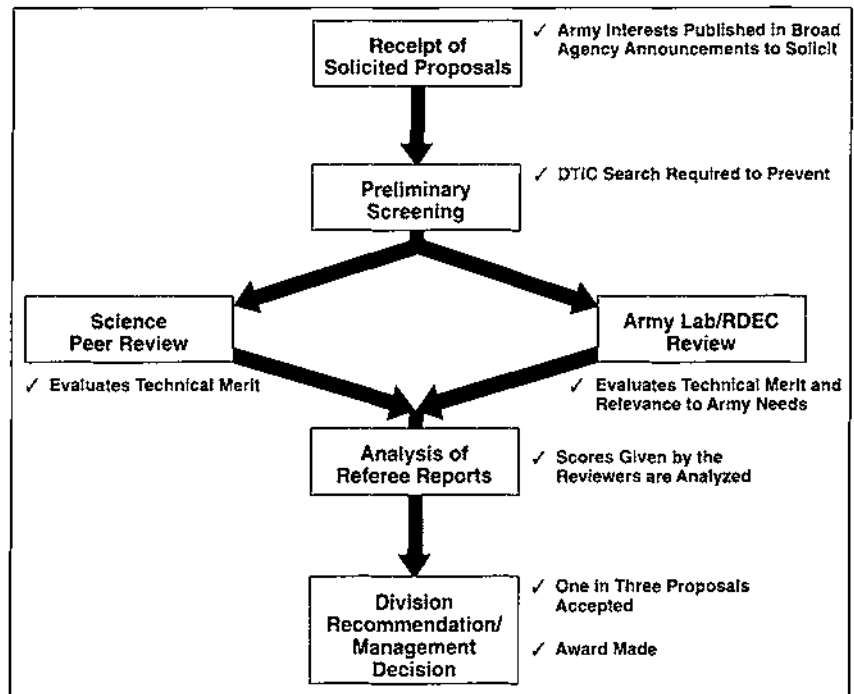 Receipt of
Solicited Proposals
✓ Army Interests Published in Broad
Agency Announcements to Solicit
Preliminary
Screening
✓ DTIC Search Required to Prevent
Science
Peer Review
✓ Evaluates Technical Merit
Army Lab/RDEC
Review
✓ Evaluates Technical Merit and
Relevance to Army Needs
Analysis of
Referee Reports
✓ Scores Given by the
Reviewers are Analyzed
Division
Recommendation/
Management
Decision
✓ One in Three Proposals
Accepted
✓ Award Made